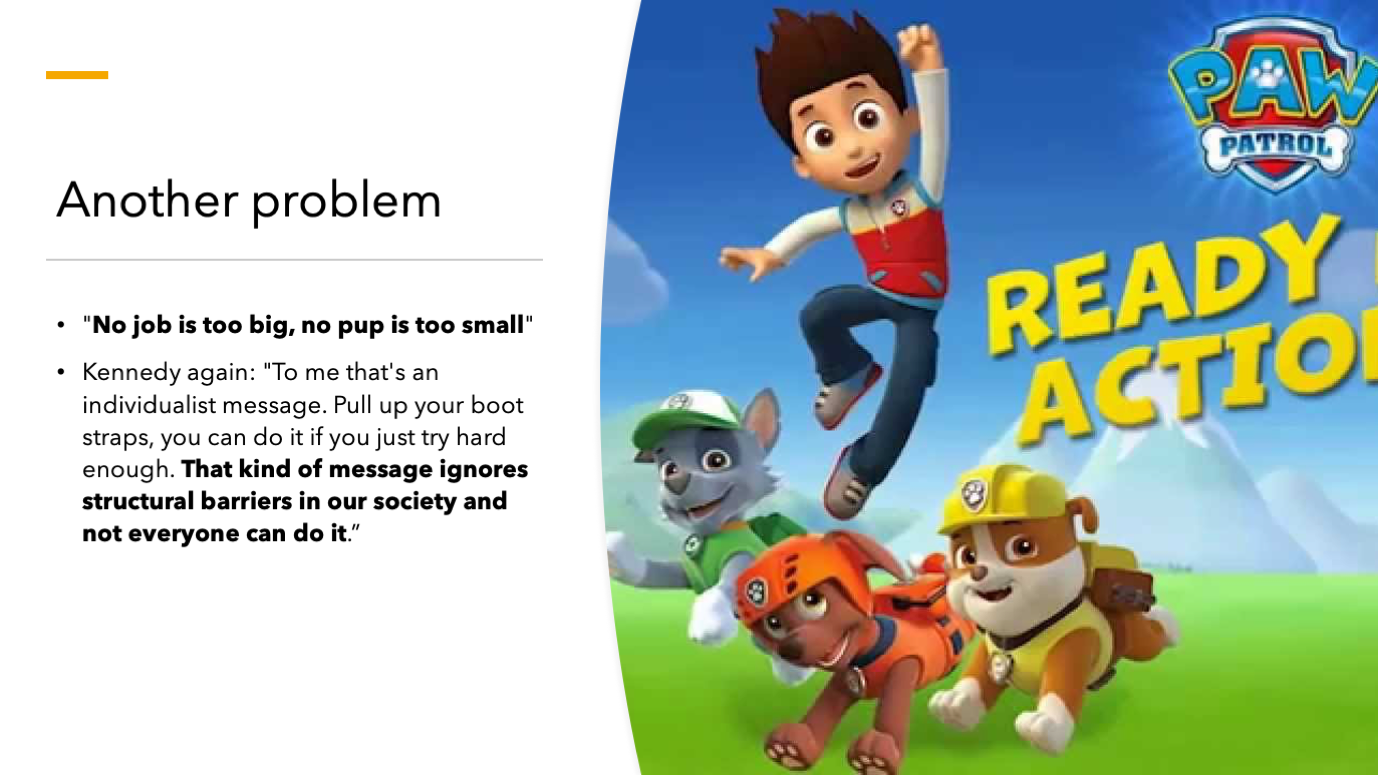 Another problem
• "No job is too big, no pup is too small"
• Kennedy again: "To me that's an
individualist message. Pull up your boot
straps, you can do it if you just try hard
enough. That kind of message ignores
structural barriers in our society and
not everyone can do it.”
PAW
PATROL
READY
ACTION